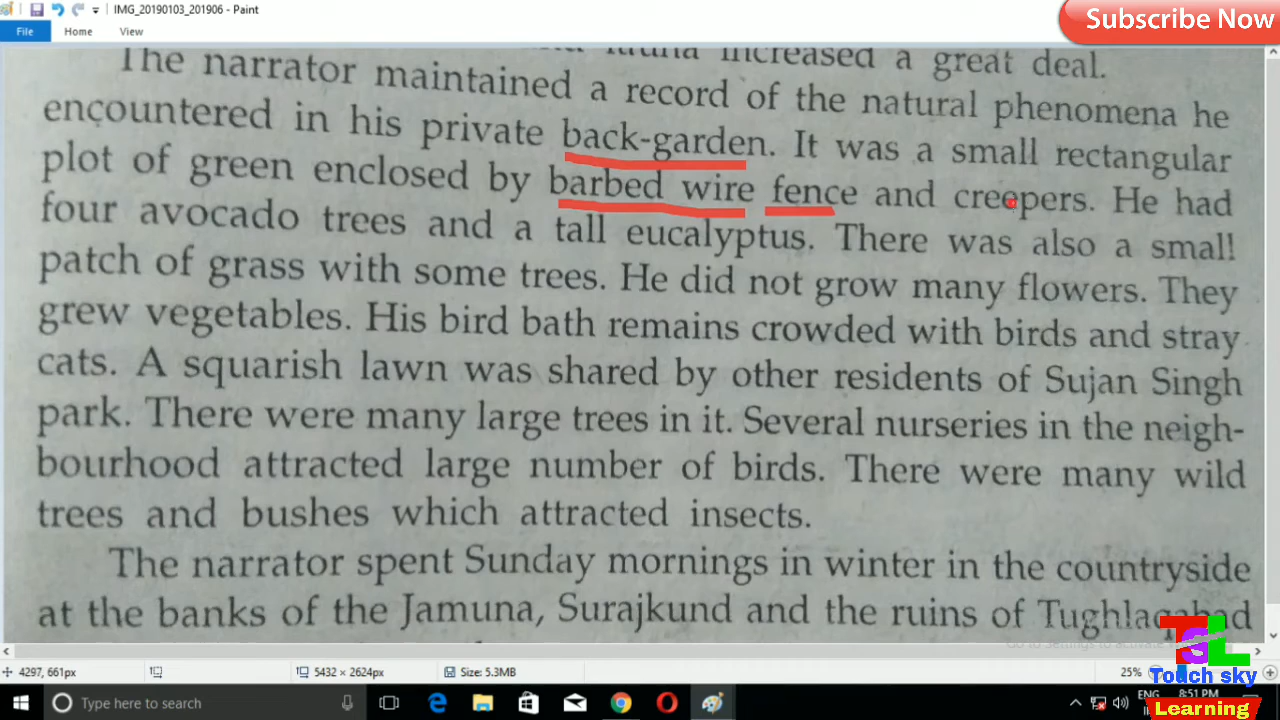 IMG_20190103_201906 - Paint
Subscribe Now
File Home View
increased a great deal.
The narrator maintained a record of the natural phenomena he
encountered in his private back-garden. It was a small rectangular
plot of green enclosed by barbed wire fence and creepers. He had
four avocado trees and a tall eucalyptus. There was also a small
patch of grass with some trees. He did not grow many flowers. They
grew vegetables. His bird bath remains crowded with birds and stray
cats. A squarish lawn was shared by other residents of Sujan Singh
park. There were many large trees in it. Several nurseries in the neigh-
bourhood attracted large number of birds. There were many wild
trees and bushes which attracted insects.
The narrator spent Sunday mornings in winter in the countryside
at the banks of the Jamuna, Surajkund and the ruins of Tughlaqabad
TSL
Go to Settings to activate
4297, 661px 5432 × 2624px Size: 5.3MB 25%
Touch sky
Learning
Type here to search
ENG 8:51 PM